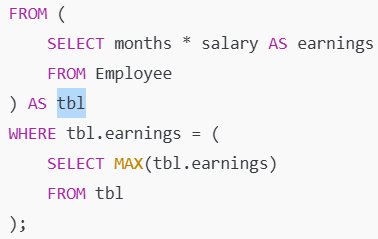 FROM (
    SELECT months * salary AS earnings
    FROM Employee
) AS tbl
WHERE tbl.earnings = (
    SELECT MAX(tbl.earnings)
    FROM tbl
);